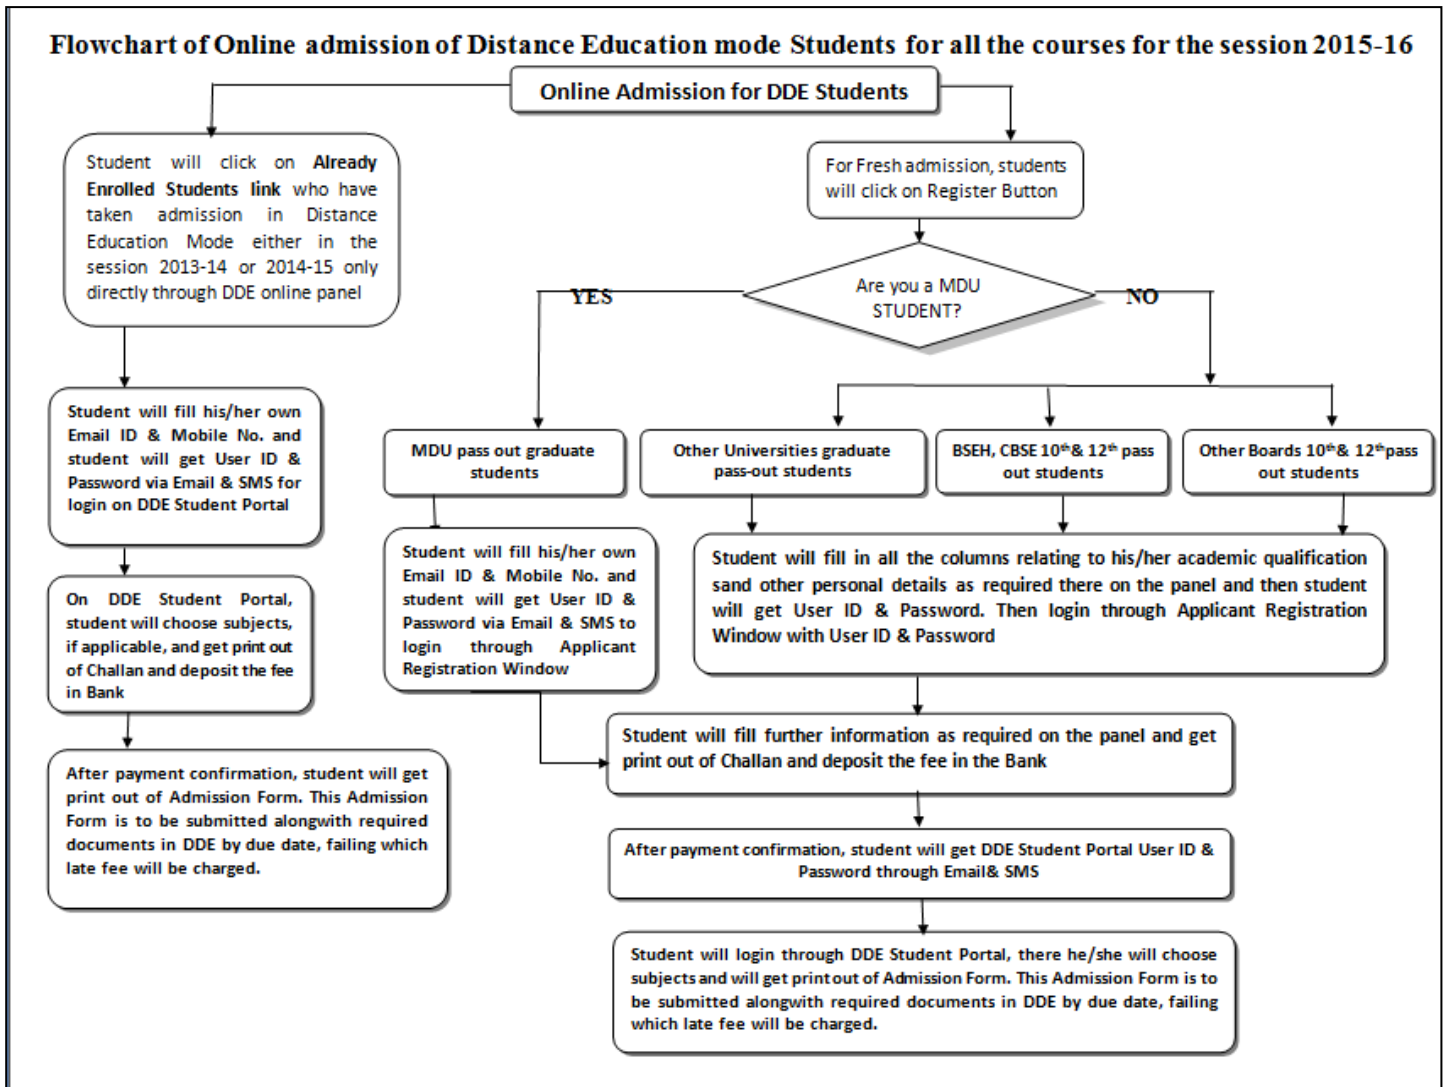 Flowchart of Online admission of Distance Education mode Students for all the courses for the session 2015-16
Online Admission for DDE Students
Student will click on Already
Enrolled Students link who have
taken admission in Distance
Education Mode either in the
session 2013-14 or 2014-15 only
directly through DDE online panel
For Fresh admission, students
will click on Register Button
Are you a MDU
STUDENT?
YES
NO
Student will fill his/her own
Email ID & Mobile No. and
student will get User ID &
Password via Email & SMS for
login on DDE Student Portal
MDU pass out graduate
students
Other Universities graduate
pass-out students
BSEH, CBSE 10th& 12th pass
out students
Other Boards 10th& 12thpass
out students
On DDE Student Portal,
student will choose subjects,
if applicable, and get print out
of Challan and deposit the fee
in Bank
Student will fill his/her own
Email ID & Mobile No. and
student will get User ID &
Password via Email & SMS to
login through Applicant
Registration Window
Student will fill in all the columns relating to his/her academic qualification
sand other personal details as required there on the panel and then student
will get User ID & Password. Then login through Applicant Registration
Window with User ID & Password
After payment confirmation, student will get
print out of Admission Form. This Admission
Form is to be submitted alongwith required
documents in DDE by due date, failing which
late fee will be charged.
Student will fill further information as required on the panel and get
print out of Challan and deposit the fee in the Bank
After payment confirmation, student will get DDE Student Portal User ID &
Password through Email& SMS
Student will login through DDE Student Portal, there he/she will choose
subjects and will get print out of Admission Form. This Admission Form is to
be submitted alongwith required documents in DDE by due date, failing
which late fee will be charged.